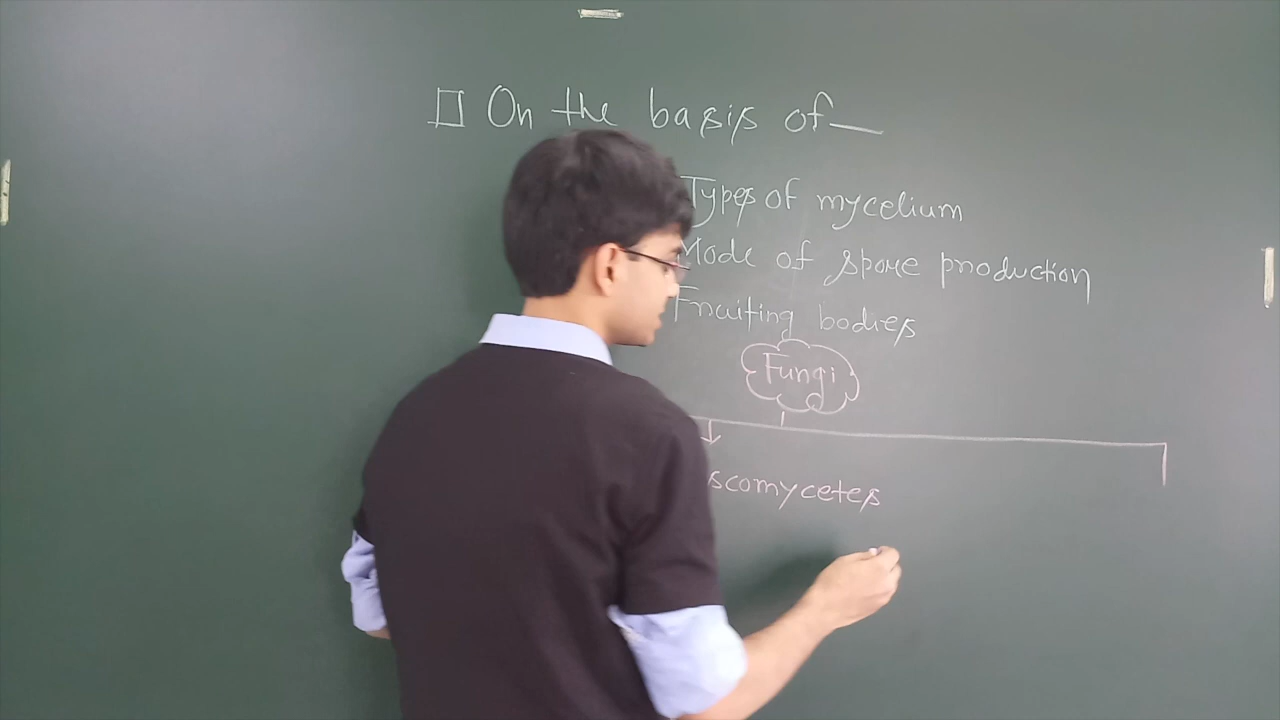 On the basis of —
Types of mycelium
Mode of spore production
Fruiting bodies
Fungi
scomycetes